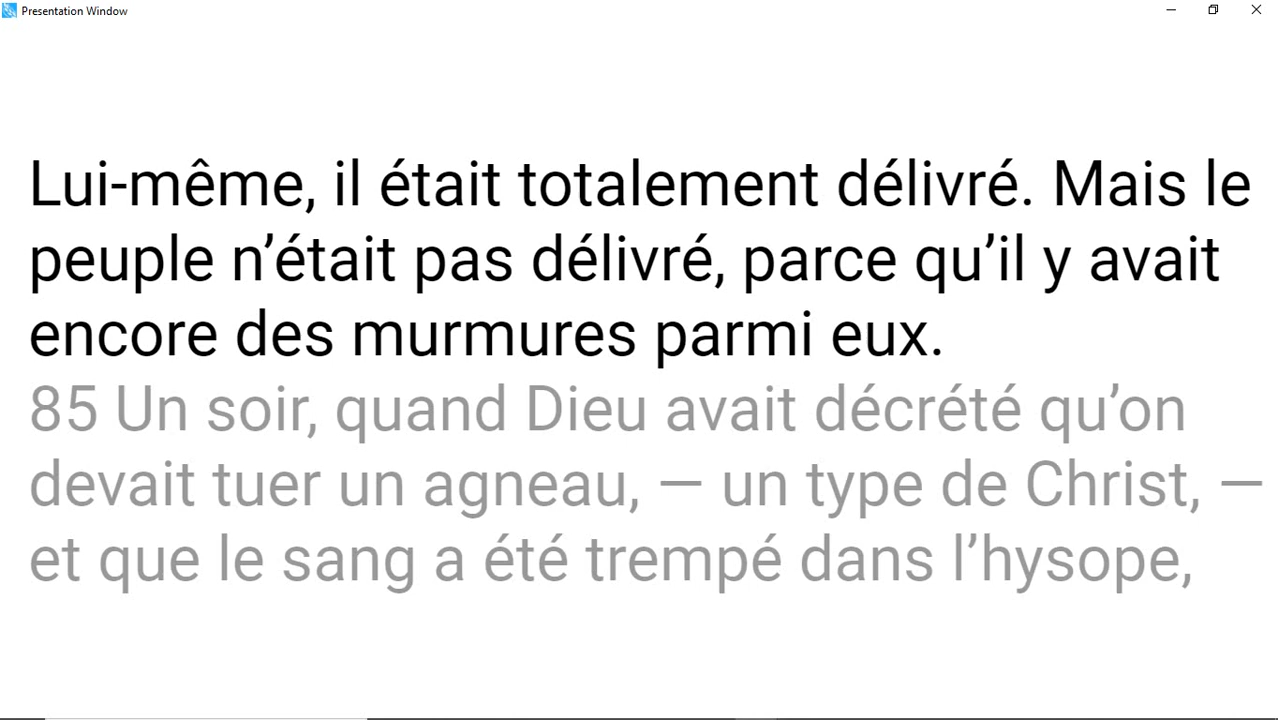 Presentation Window
Lui-même, il était totalement délivré. Mais le
peuple n’était pas délivré, parce qu’il y avait
encore des murmures parmi eux.
85 Un soir, quand Dieu avait décrété qu’on
devait tuer un agneau, — un type de Christ, —
et que le sang a été trempé dans l’hysope,